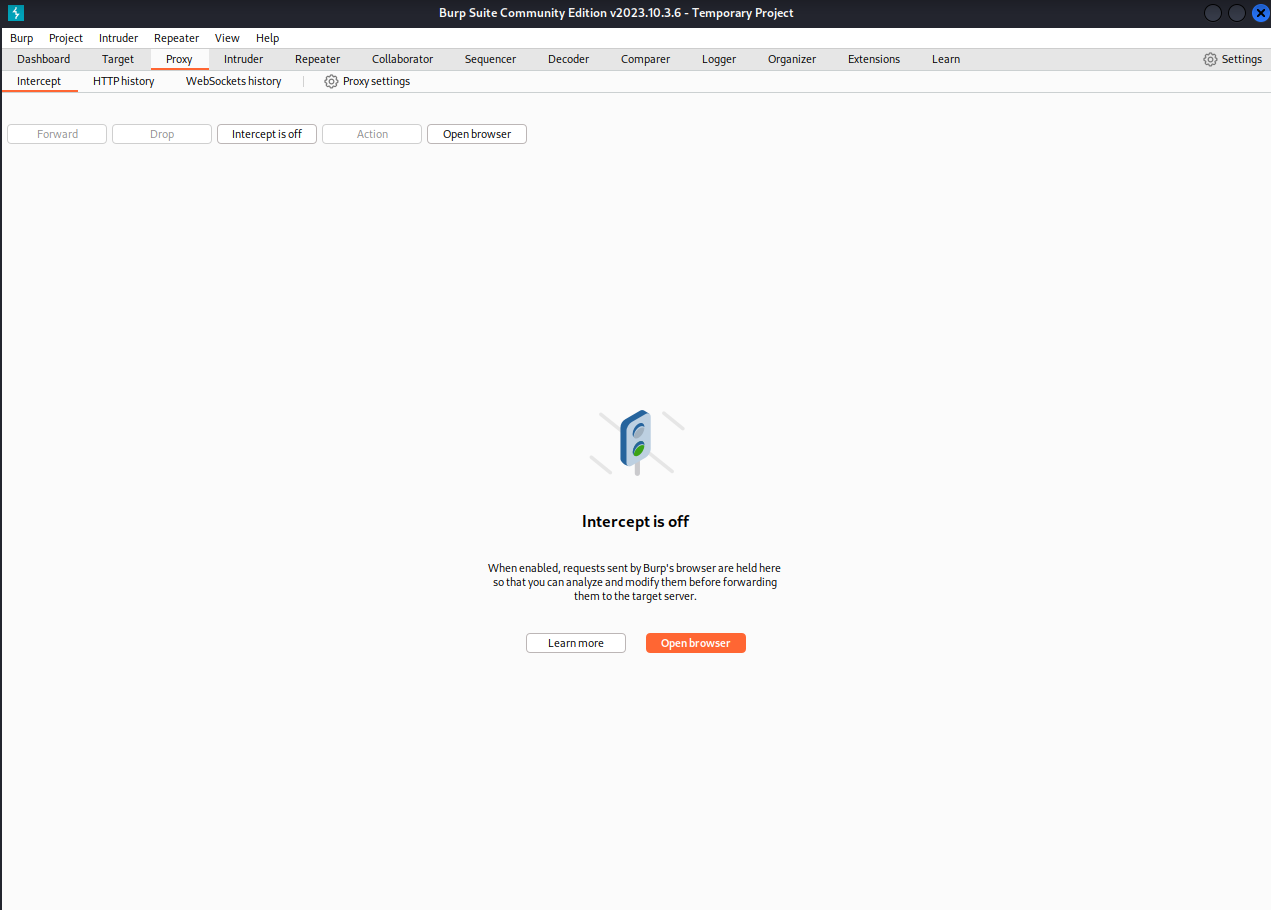 Burp Suite Community Edition v2023.10.3.6 - Temporary Project
Burp Project Intruder Repeater View Help
Dashboard Target Proxy Intruder Repeater Collaborator Sequencer Decoder Comparer Logger Organizer Extensions Learn Settings
Intercept HTTP history WebSockets history Proxy settings
Forward Drop Intercept is off Action Open browser
Intercept is off
When enabled, requests sent by Burp's browser are held here
so that you can analyze and modify them before forwarding
them to the target server.
Learn more Open browser